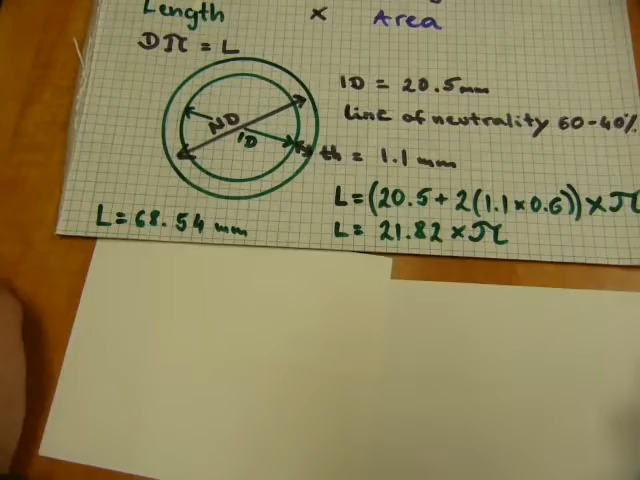 Length × Area
Dπ = L
ID = 20.5mm
Line of neutrality 60-40%
ND
ID
th = 1.1 mm
L=(20.5+2(1.1×0.6))×π
L= 21.82 ×π
L=68.54 mm